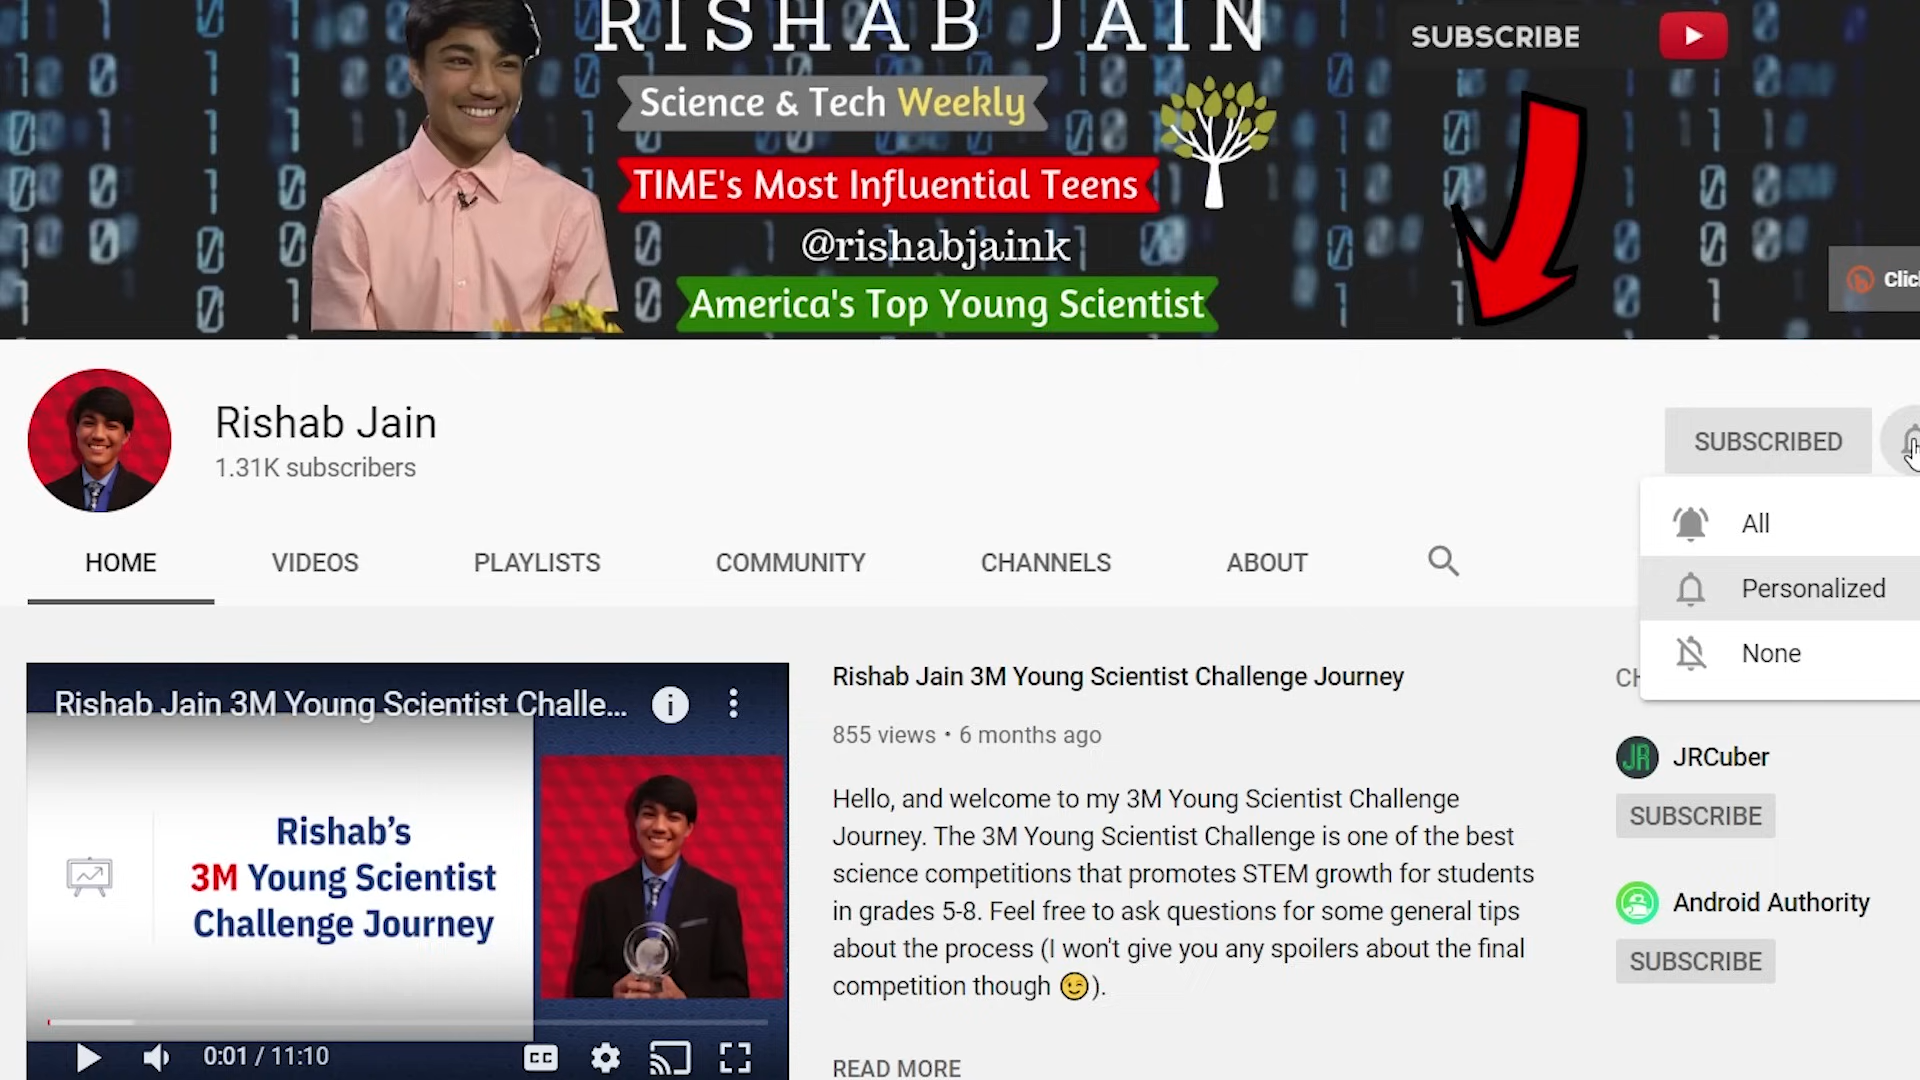 RISHAB JAIN
SUBSCRIBE
Science & Tech Weekly
TIME's Most Influential Teens
@rishabjaink
America's Top Young Scientist
Rishab Jain
1.31K subscribers
SUBSCRIBED
All
Personalized
None
HOME
VIDEOS
PLAYLISTS
COMMUNITY
CHANNELS
ABOUT
Rishab Jain 3M Young Scientist Challe...
Rishab's
3M Young Scientist
Challenge Journey
0:01 / 11:10
CC
Rishab Jain 3M Young Scientist Challenge Journey
855 views • 6 months ago
Hello, and welcome to my 3M Young Scientist Challenge
Journey. The 3M Young Scientist Challenge is one of the best
science competitions that promotes STEM growth for students
in grades 5-8. Feel free to ask questions for some general tips
about the process (I won't give you any spoilers about the final
competition though 😉).
READ MORE
JR
JRCuber
SUBSCRIBE
Android Authority
SUBSCRIBE